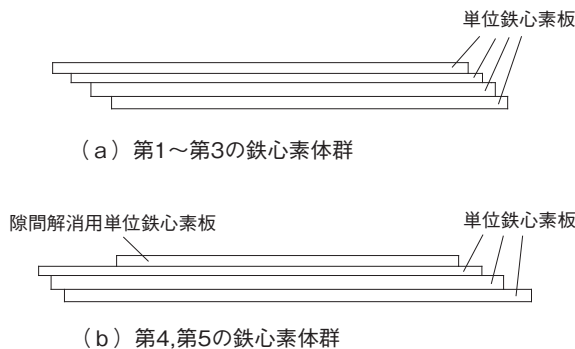 単位鉄心素板
（a）第1～第3の鉄心素体群
隙間解消用単位鉄心素板
単位鉄心素板
（b）第4,第5の鉄心素体群